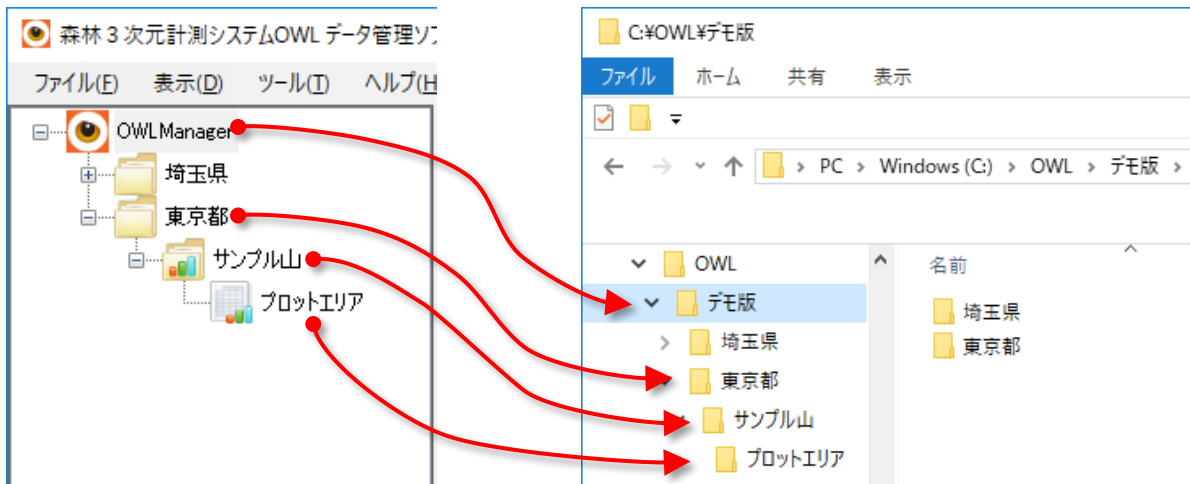 森林３次元計測システムOWL データ管理ソフ
ファイル(F) 表示(D) ツール(T) ヘルプ(H
OWLManager
埼玉県
東京都
サンプル山
プロットエリア
C:¥OWL¥デモ版
ファイル ホーム 共有 表示
PC > Windows (C:) > OWL > デモ版 >
OWL
デモ版
埼玉県
東京都
サンプル山
プロットエリア
名前
埼玉県
東京都